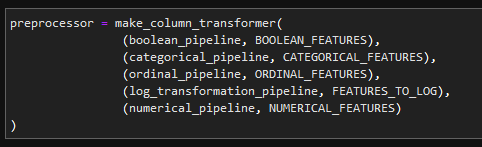 preprocessor = make_column_transformer(
(boolean_pipeline, BOOLEAN_FEATURES),
(categorical_pipeline, CATEGORICAL_FEATURES),
(ordinal_pipeline, ORDINAL_FEATURES),
(log_transformation_pipeline, FEATURES_TO_LOG),
(numerical_pipeline, NUMERICAL_FEATURES)
)